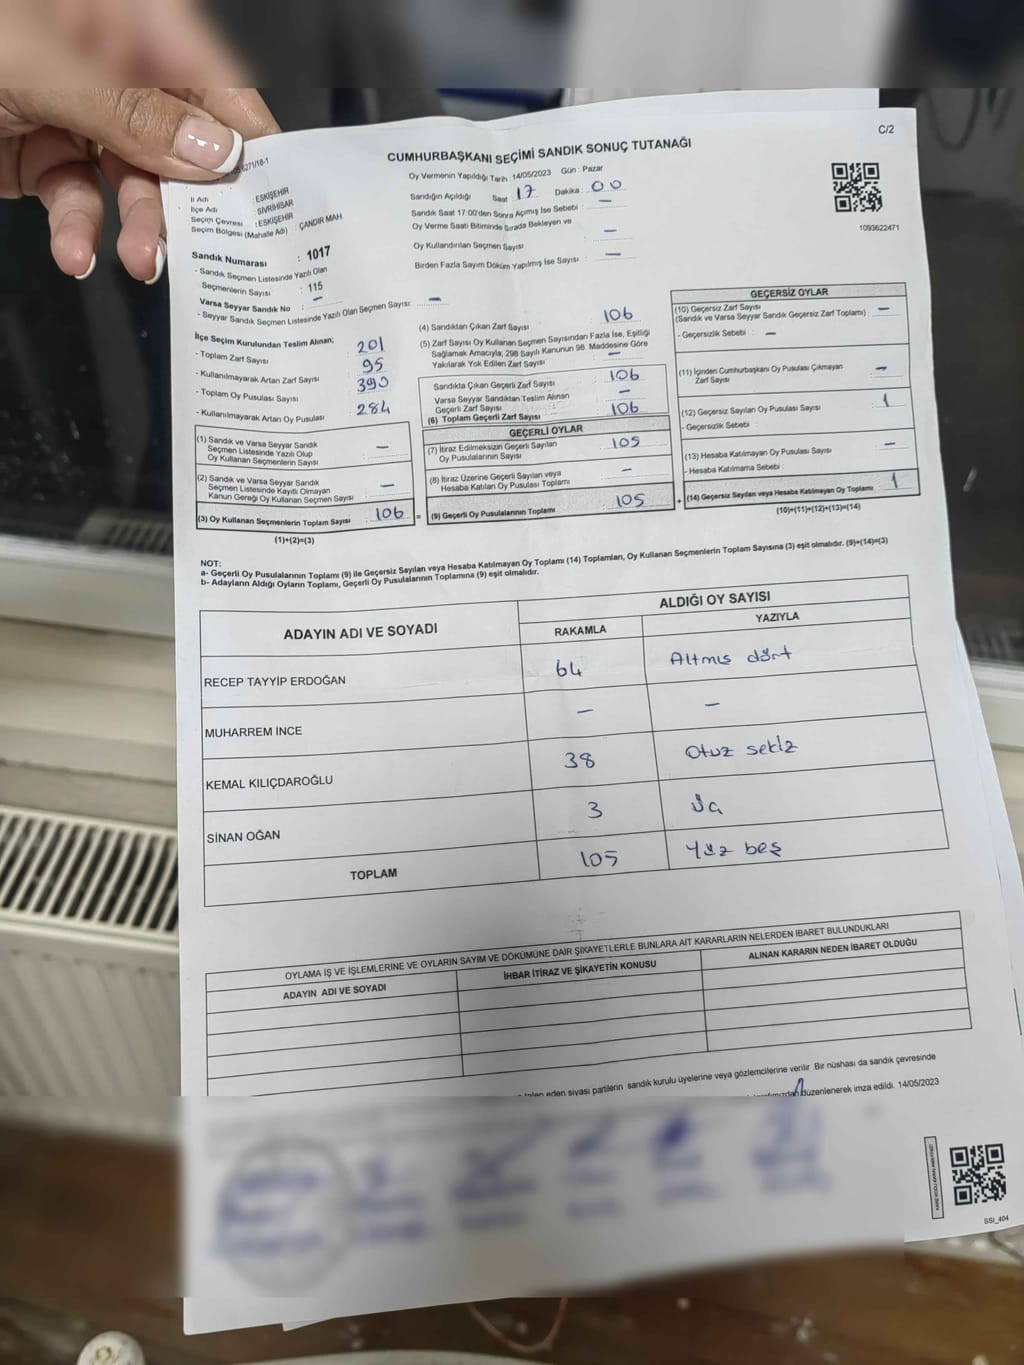 C/2
CUMHURBAŞKANI SEÇİMİ SANDIK SONUÇ TUTANAĞI
İl Adı : ESKİŞEHİR
İlçe Adı : SİVRİHİSAR
Seçim Çevresi : ESKİŞEHİR
Seçim Bölgesi (Mahalle Adı) : ÇANDIR MAH.
Oy Vermenin Yapıldığı Tarih : 14/05/2023 Gün : Pazar
Sandığın Açıldığı Saat : 17 Dakika : 00
Sandık Saat 17:00'den Sonra Açımış İse Sebebi : —
Oy Verme Saati Bitiminde Sırada Bekleyen ve
Oy Kullandırılan Seçmen Sayısı —
Birden Fazla Sayım Döküm Yapılmış İse Sayısı : —
1093622471
Sandık Numarası : 1017
- Sandık Seçmen Listesinde Yazılı Olan
Seçmenlerin Sayısı : 115
Varsa Seyyar Sandık No : —
- Seyyar Sandık Seçmen Listesinde Yazılı Olan Seçmen Sayısı: —
İlçe Seçim Kurulundan Teslim Alınan;
- Toplam Zarf Sayısı 201
- Kullanılmayarak Artan Zarf Sayısı 95
- Toplam Oy Pusulası Sayısı 390
- Kullanılmayarak Artan Oy Pusulası 284
(1) Sandık ve Varsa Seyyar Sandık
Seçmen Listesinde Yazılı Olup
Oy Kullanan Seçmenlerin Sayısı —
(2) Sandık ve Varsa Seyyar Sandık
Seçmen Listesinde Kayıtlı Olmayan
Kanun Gereği Oy Kullanan Seçmen Sayısı —
(3) Oy Kullanan Seçmenlerin Toplam Sayısı 106
(1)+(2)=(3)
(4) Sandıktan Çıkan Zarf Sayısı 106
(5) Zarf Sayısı Oy Kullanan Seçmen Sayısından Fazla İse, Eşitliği
Sağlamak Amacıyla; 298 Sayılı Kanunun 98. Maddesine Göre
Yakılarak Yok Edilen Zarf Sayısı —
Sandıkta Çıkan Geçerli Zarf Sayısı 106
Varsa Seyyar Sandıktan Teslim Alınan
Geçerli Zarf Sayısı —
(6) Toplam Geçerli Zarf Sayısı 106
GEÇERLİ OYLAR
(7) İtiraz Edilmeksizin Geçerli Sayılan
Oy Pusulalarının Sayısı 105
(8) İtiraz Üzerine Geçerli Sayılan veya
Hesaba Katılan Oy Pusulası Toplamı —
= (9) Geçerli Oy Pusulalarının Toplamı 105 +
GEÇERSİZ OYLAR
(10) Geçersiz Zarf Sayısı
(Sandık ve Varsa Seyyar Sandık Geçersiz Zarf Toplamı) —
- Geçersizlik Sebebi : —
(11) İçinden Cumhurbaşkanı Oy Pusulası Çıkmayan
Zarf Sayısı —
(12) Geçersiz Sayılan Oy Pusulası Sayısı 1
- Geçersizlik Sebebi :
(13) Hesaba Katılmayan Oy Pusulası Sayısı —
- Hesaba Katılmama Sebebi :
(14) Geçersiz Sayılan veya Hesaba Katılmayan Oy Toplamı 1
(10)+(11)+(12)+(13)=(14)
NOT:
a- Geçerli Oy Pusulalarının Toplamı (9) ile Geçersiz Sayılan veya Hesaba Katılmayan Oy Toplamı (14) Toplamları, Oy Kullanan Seçmenlerin Toplam Sayısına (3) eşit olmalıdır. (9)+(14)=(3)
b- Adayların Aldığı Oyların Toplamı, Geçerli Oy Pusulalarının Toplamına (9) eşit olmalıdır.
ADAYIN ADI VE SOYADI
ALDIĞI OY SAYISI
RAKAMLA YAZIYLA
RECEP TAYYİP ERDOĞAN 64 Altmış dört
MUHARREM İNCE — —
KEMAL KILIÇDAROĞLU 38 Otuz sekiz
SİNAN OĞAN 3 Üç
TOPLAM 105 Yüz beş
OYLAMA İŞ VE İŞLEMLERİNE VE OYLARIN SAYIM VE DÖKÜMÜNE DAİR ŞİKAYETLERLE BUNLARA AİT KARARLARIN NELERDEN İBARET BULUNDUKLARI
ADAYIN ADI VE SOYADI İHBAR İTİRAZ VE ŞİKAYETİN KONUSU ALINAN KARARIN NEDEN İBARET OLDUĞU
eden siyasi partilerin sandık kurulu üyelerine veya gözlemcilerine verilir. Bir nüshası da sandık çevresinde
düzenlenerek imza edildi. 14/05/2023
SSI_404